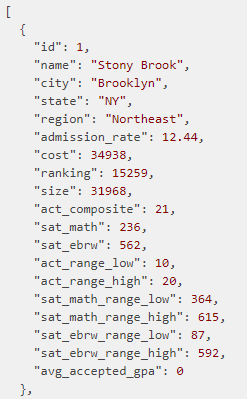 [
{
"id": 1,
"name": "Stony Brook",
"city": "Brooklyn",
"state": "NY",
"region": "Northeast",
"admission_rate": 12.44,
"cost": 34938,
"ranking": 15259,
"size": 31968,
"act_composite": 21,
"sat_math": 236,
"sat_ebrw": 562,
"act_range_low": 10,
"act_range_high": 20,
"sat_math_range_low": 364,
"sat_math_range_high": 615,
"sat_ebrw_range_low": 87,
"sat_ebrw_range_high": 592,
"avg_accepted_gpa": 0
},